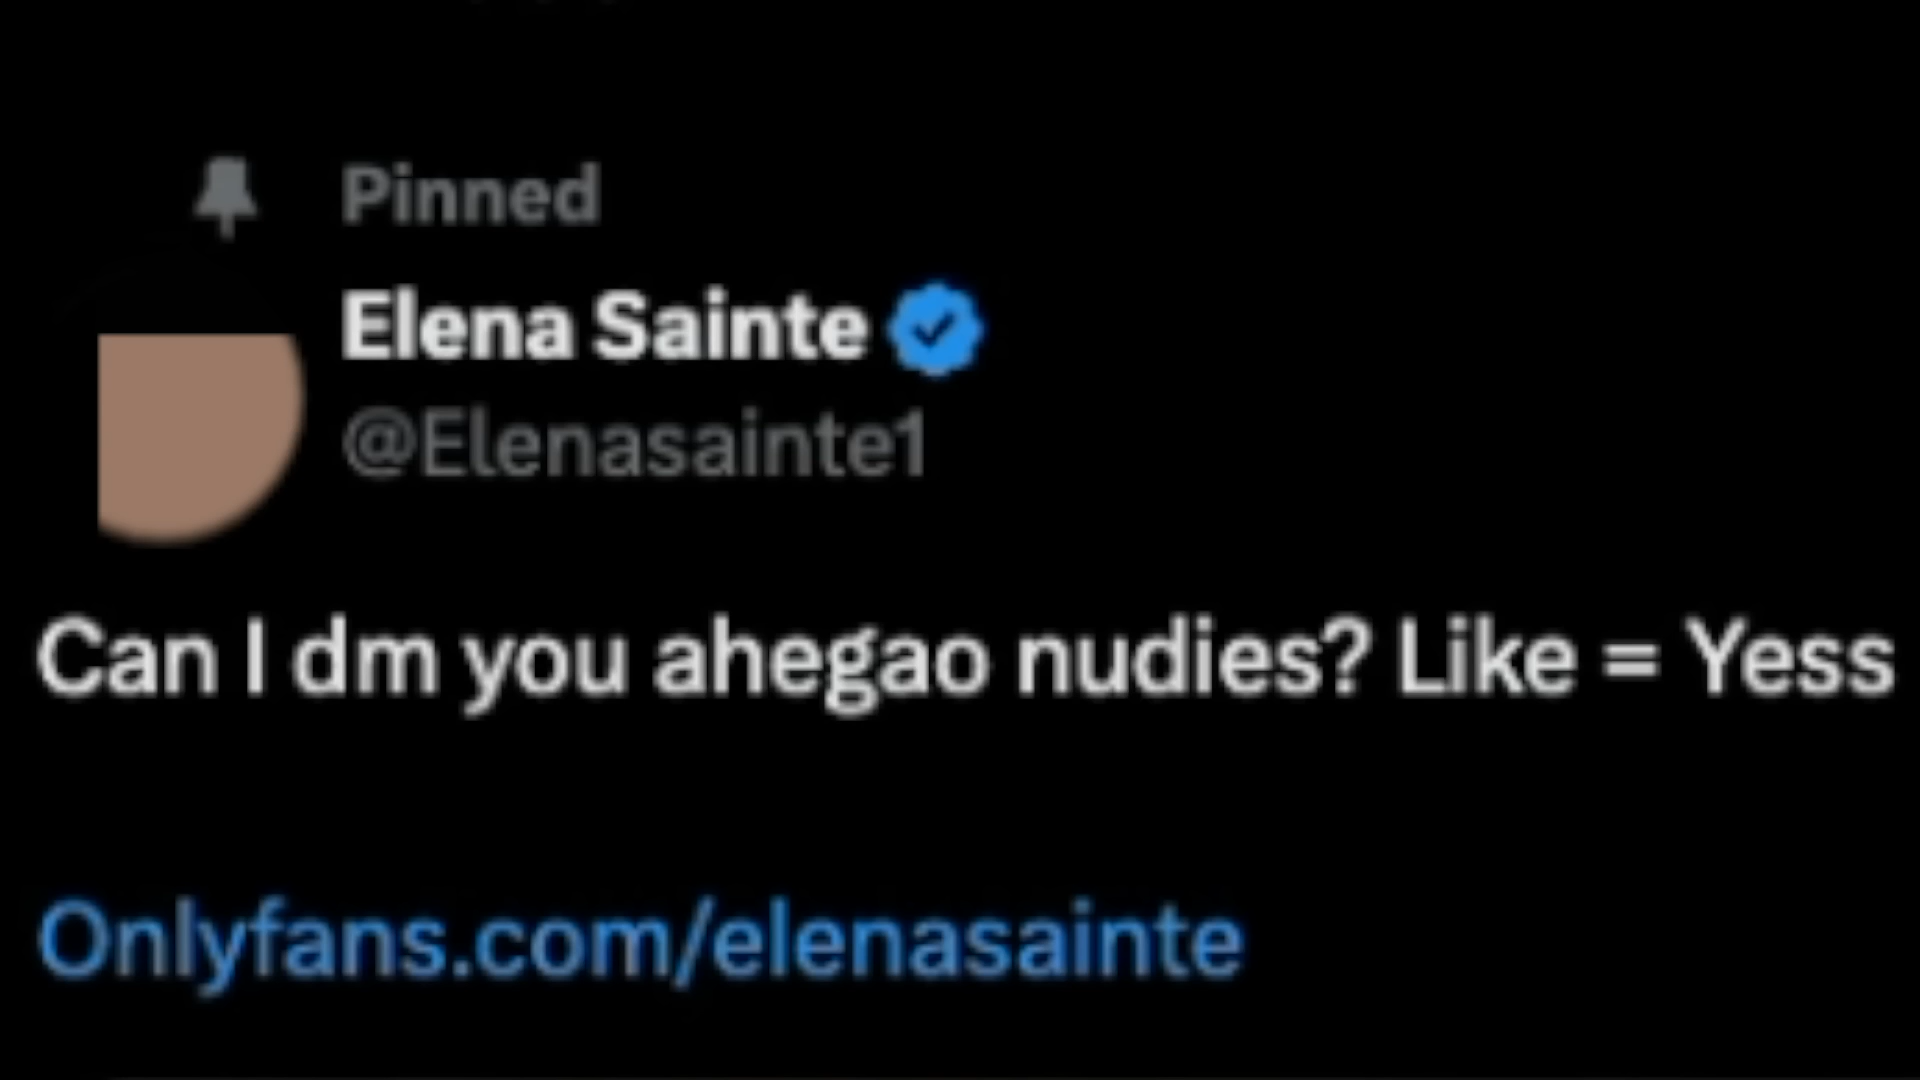 Pinned
Elena Sainte
@Elenasainte1
Can I dm you ahegao nudies? Like = Yess
Onlyfans.com/elenasainte